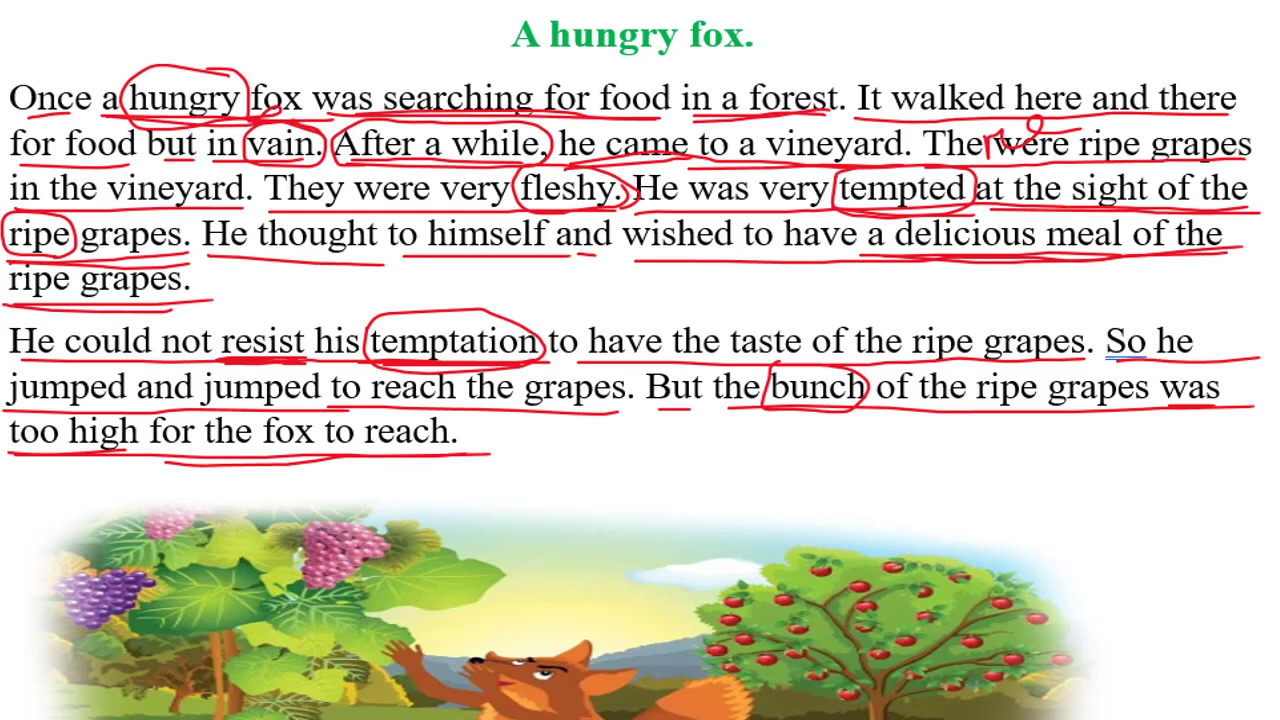 A hungry fox.
Once a hungry fox was searching for food in a forest. It walked here and there
for food but in vain. After a while, he came to a vineyard. The were ripe grapes
in the vineyard. They were very fleshy. He was very tempted at the sight of the
ripe grapes. He thought to himself and wished to have a delicious meal of the
ripe grapes.
He could not resist his temptation to have the taste of the ripe grapes. So he
jumped and jumped to reach the grapes. But the bunch of the ripe grapes was
too high for the fox to reach.